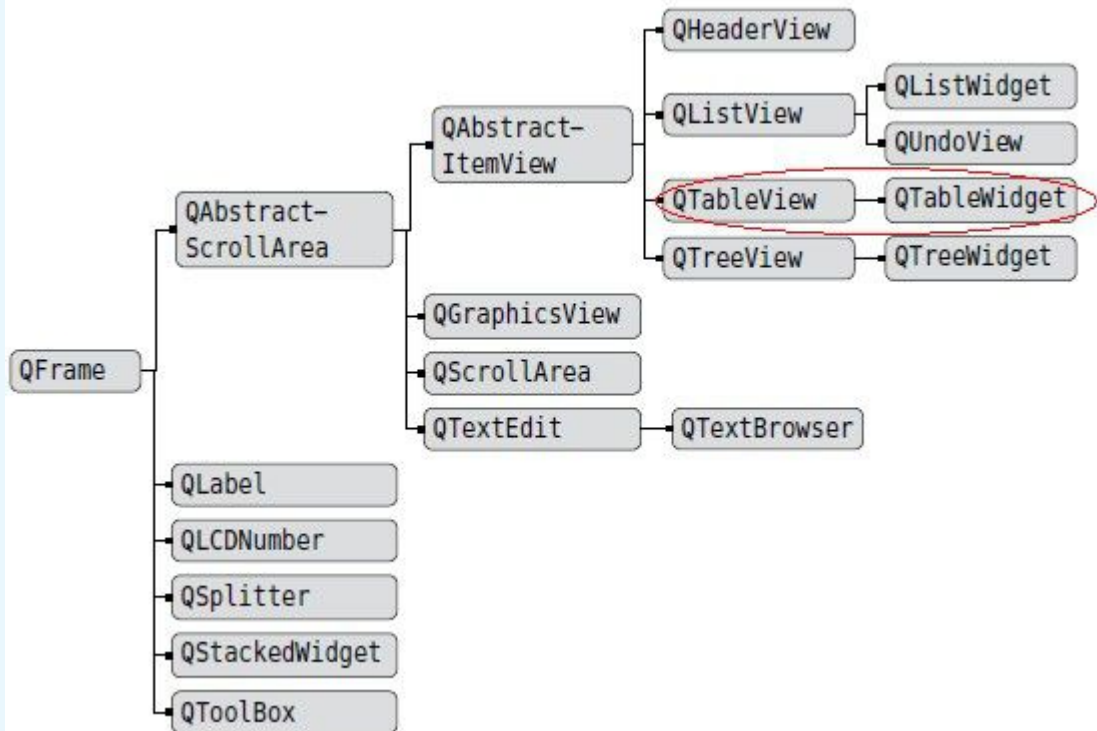 QHeaderView
QListView
QListWidget
QUndoView
QAbstract-
ItemView
QTableView
QTableWidget
QTreeView
QTreeWidget
QAbstract-
ScrollArea
QGraphicsView
QScrollArea
QTextEdit
QTextBrowser
QFrame
QLabel
QLCDNumber
QSplitter
QStackedWidget
QToolBox